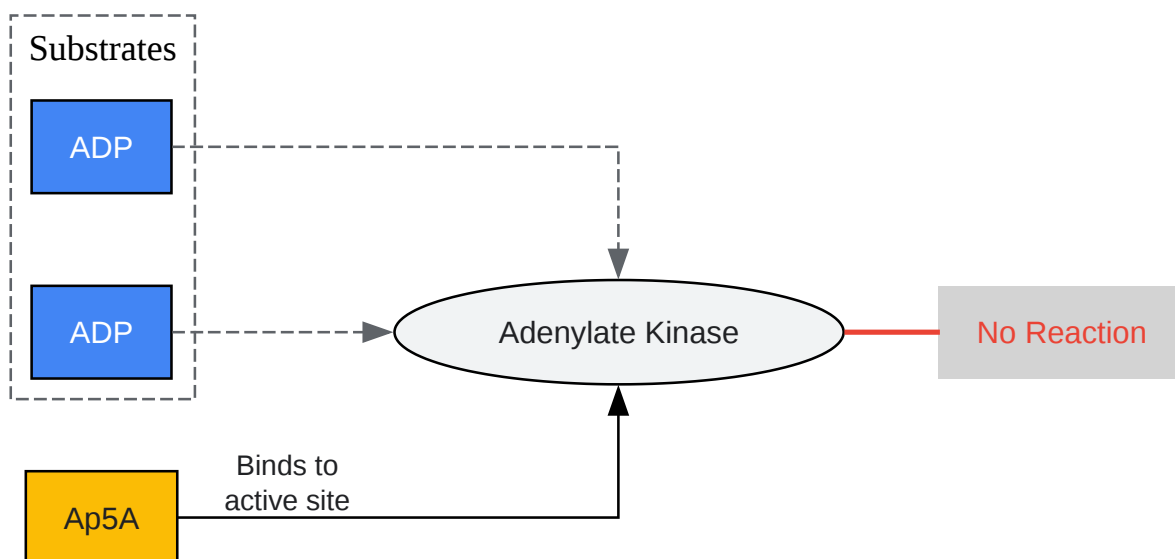 Substrates
ADP
ADP
Adenylate Kinase
No Reaction
Binds to
active site
Ap5A